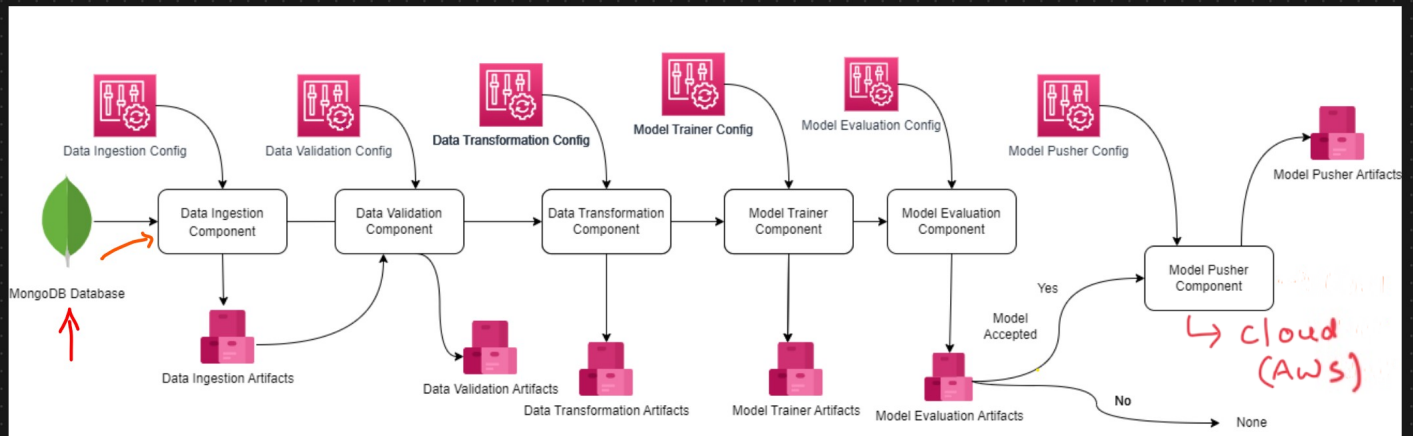 Data Ingestion Config
Data Validation Config
Data Transformation Config
Model Trainer Config
Model Evaluation Config
Model Pusher Config
Model Pusher Artifacts
MongoDB Database
Data Ingestion
Component
Data Validation
Component
Data Transformation
Component
Model Trainer
Component
Model Evaluation
Component
Model Pusher
Component
Yes
Model
Accepted
No
None
cloud
(AWS)
Data Ingestion Artifacts
Data Validation Artifacts
Data Transformation Artifacts
Model Trainer Artifacts
Model Evaluation Artifacts